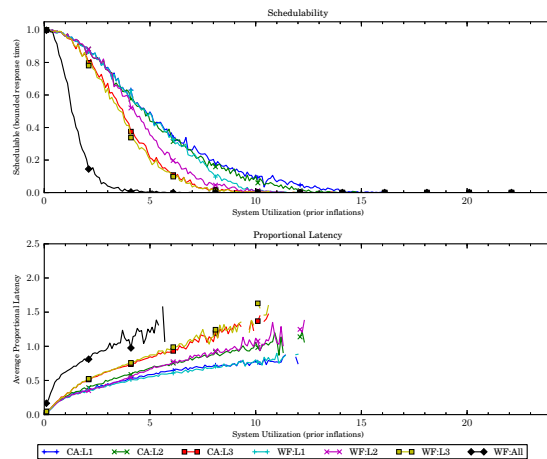 Schedulability
Schedulable (bounded response time)
1.0
0.8
0.6
0.4
0.2
0.0
0 5 10 15 20
System Utilization (prior inflations)
Proportional Latency
Average Proportional Latency
2.5
2.0
1.5
1.0
0.5
0.0
0 5 10 15 20
System Utilization (prior inflations)
CA:L1 CA:L2 CA:L3 WF:L1 WF:L2 WF:L3 WF:All